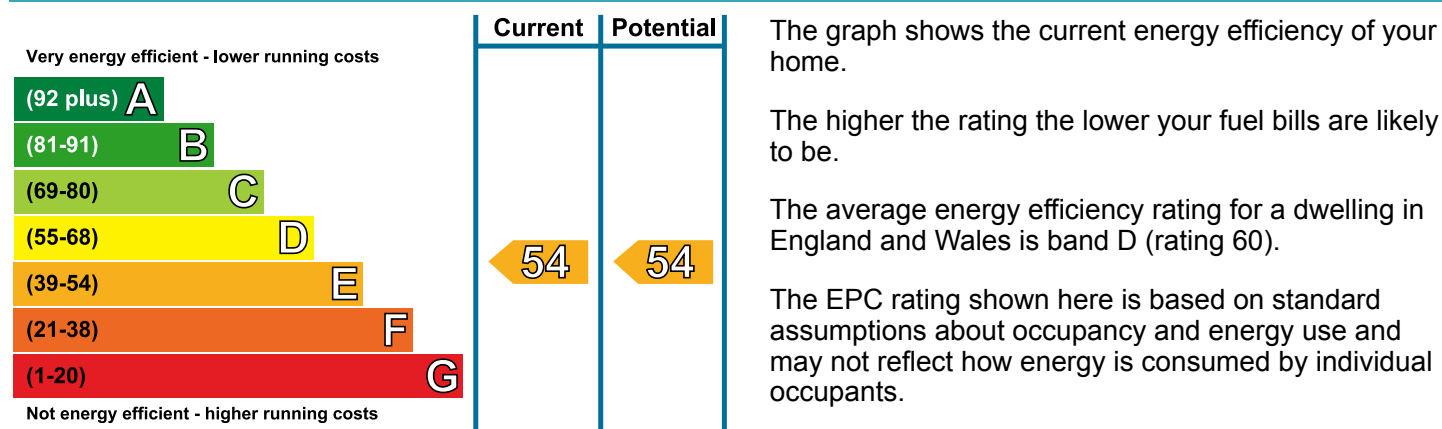 Current Potential
Very energy efficient - lower running costs
(92 plus) A
(81-91) B
(69-80) C
(55-68) D
(39-54) E
(21-38) F
(1-20) G
Not energy efficient - higher running costs
54 54
The graph shows the current energy efficiency of your
home.
The higher the rating the lower your fuel bills are likely
to be.
The average energy efficiency rating for a dwelling in
England and Wales is band D (rating 60).
The EPC rating shown here is based on standard
assumptions about occupancy and energy use and
may not reflect how energy is consumed by individual
occupants.